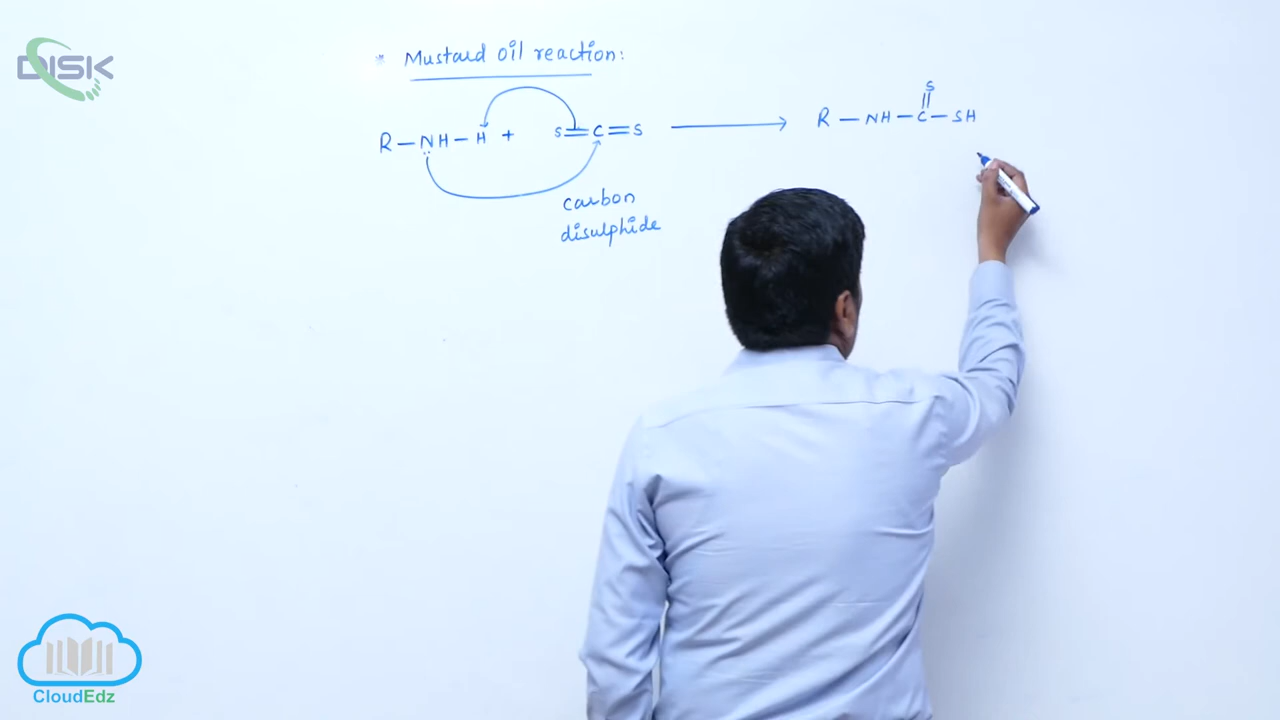 DISK
* Mustard oil reaction:
S
R — NH — C — SH
R — NH — H + S = C = S
carbon
disulphide
CloudEdz